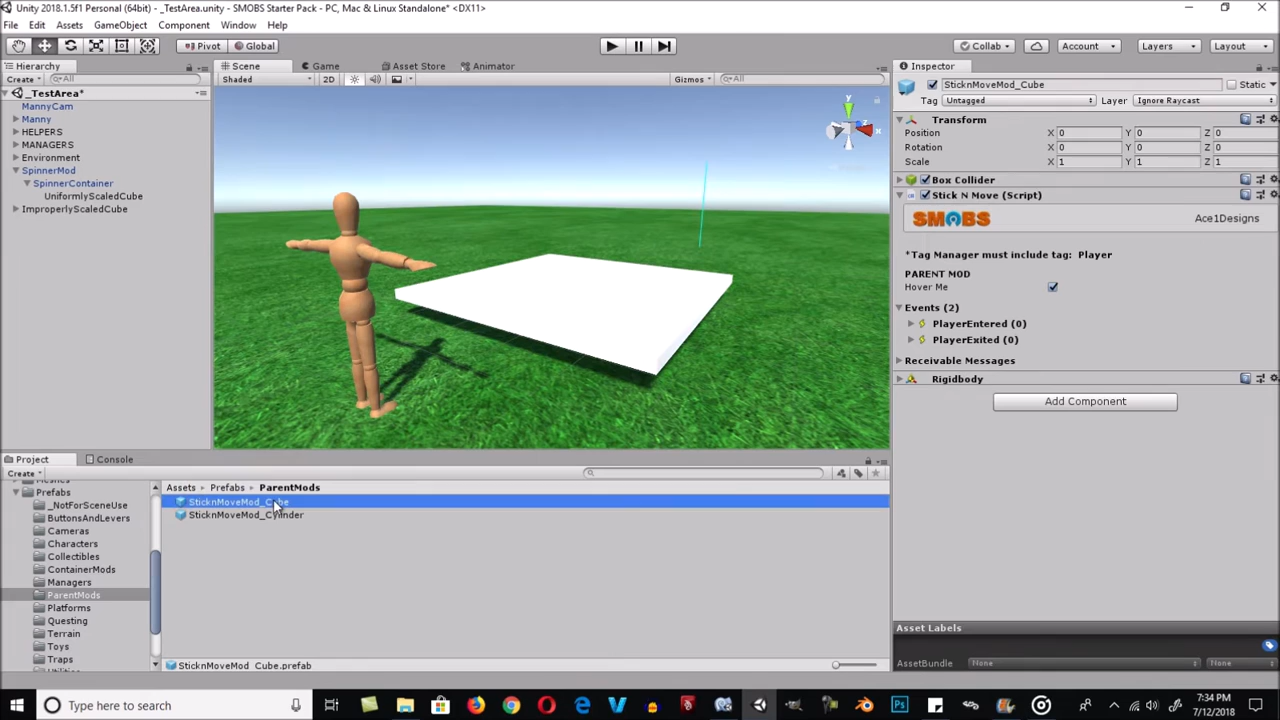 Unity 2018.1.5f1 Personal (64bit) - _TestArea.unity - SMOBS Starter Pack - PC, Mac & Linux Standalone* <DX11>
File Edit Assets GameObject Component Window Help
Pivot Global Collab Account Layers Layout
Hierarchy
Create All
_TestArea*
MannyCam
Manny
HELPERS
MANAGERS
Environment
SpinnerMod
SpinnerContainer
UniformlyScaledCube
ImproperlyScaledCube
Scene Game Asset Store Animator
Shaded 2D Gizmos All
y
x
z
Inspector
SticknMoveMod_Cube Static
Tag Untagged Layer Ignore Raycast
Transform
Position X 0 Y 0 Z 0
Rotation X 0 Y 0 Z 0
Scale X 1 Y 1 Z 1
Box Collider
Stick N Move (Script)
SMOBS Ace1Designs
*Tag Manager must include tag: Player
PARENT MOD
Hover Me
Events (2)
PlayerEntered (0)
PlayerExited (0)
Receivable Messages
Rigidbody
Add Component
Asset Labels
AssetBundle None None
Project Console
Create
Prefabs
_NotForSceneUse
ButtonsAndLevers
Cameras
Characters
Collectibles
ContainerMods
Managers
ParentMods
Platforms
Questing
Terrain
Toys
Traps
Assets Prefabs ParentMods
SticknMoveMod_Cube
SticknMoveMod_Cylinder
SticknMoveMod_Cube.prefab
Type here to search
7:34 PM
7/12/2018